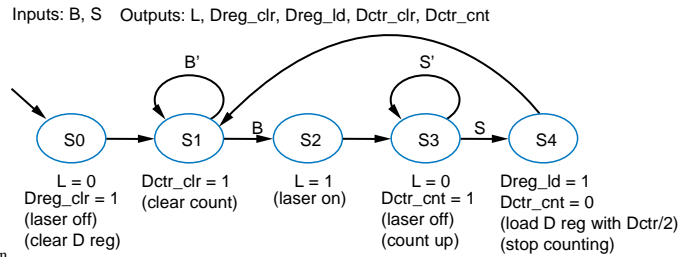 Inputs: B, S Outputs: L, Dreg_clr, Dreg_ld, Dctr_clr, Dctr_cnt
B’
S’
S0
S1
B
S2
S3
S
S4
L = 0
Dreg_clr = 1
(laser off)
(clear D reg)
Dctr_clr = 1
(clear count)
L = 1
(laser on)
L = 0
Dctr_cnt = 1
(laser off)
(count up)
Dreg_ld = 1
Dctr_cnt = 0
(load D reg with Dctr/2)
(stop counting)